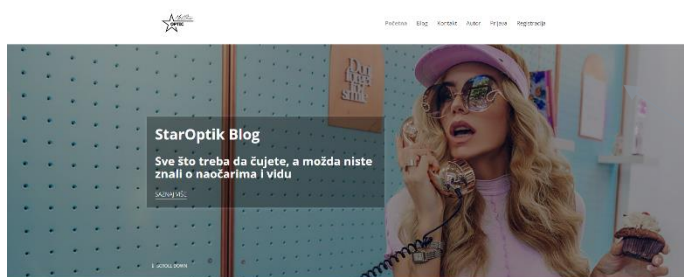 OPTIC
Početna Blog Kontakt Autor Prijava Registracija
StarOptik Blog
Sve što treba da čujete, a možda niste
znali o naočarima i vidu
SAZNAJ VIŠE
SCROLL DOWN